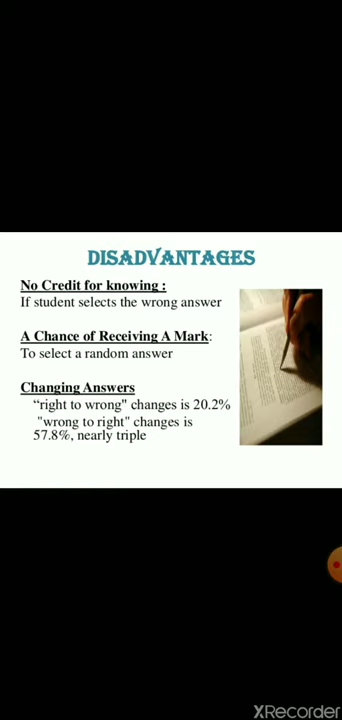 DISADVANTAGES
No Credit for knowing :
If student selects the wrong answer
A Chance of Receiving A Mark:
To select a random answer
Changing Answers
“right to wrong" changes is 20.2%
"wrong to right" changes is
57.8%, nearly triple
XRecorder